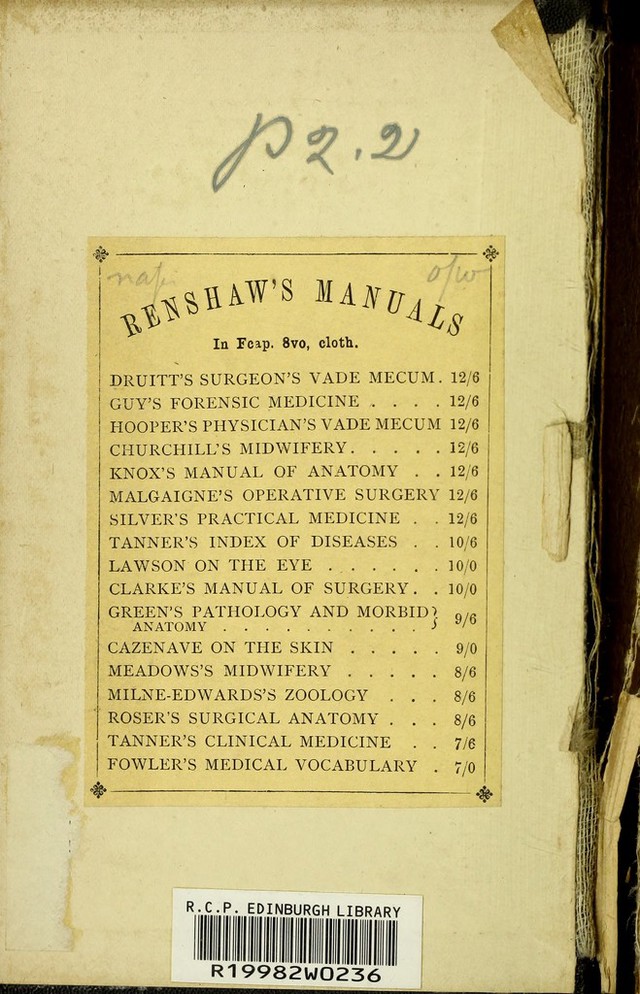 p 2.2
RENSHAW'S MANUALS
In Fcap. 8vo, cloth.
DRUITT'S SURGEON'S VADE MECUM . 12/6
GUY'S FORENSIC MEDICINE . . . . 12/6
HOOPER'S PHYSICIAN'S VADE MECUM 12/6
CHURCHILL'S MIDWIFERY . . . . . 12/6
KNOX'S MANUAL OF ANATOMY . . 12/6
MALGAIGNE'S OPERATIVE SURGERY 12/6
SILVER'S PRACTICAL MEDICINE . . 12/6
TANNER'S INDEX OF DISEASES . . 10/6
LAWSON ON THE EYE . . . . . . 10/0
CLARKE'S MANUAL OF SURGERY . . 10/0
GREEN'S PATHOLOGY AND MORBID }
ANATOMY . . . . . . . . . . } 9/6
CAZENAVE ON THE SKIN . . . . . 9/0
MEADOWS'S MIDWIFERY . . . . . 8/6
MILNE-EDWARDS'S ZOOLOGY . . . 8/6
ROSER'S SURGICAL ANATOMY . . . 8/6
TANNER'S CLINICAL MEDICINE . . 7/6
FOWLER'S MEDICAL VOCABULARY . 7/0
R.C.P. EDINBURGH LIBRARY
R19982W0236